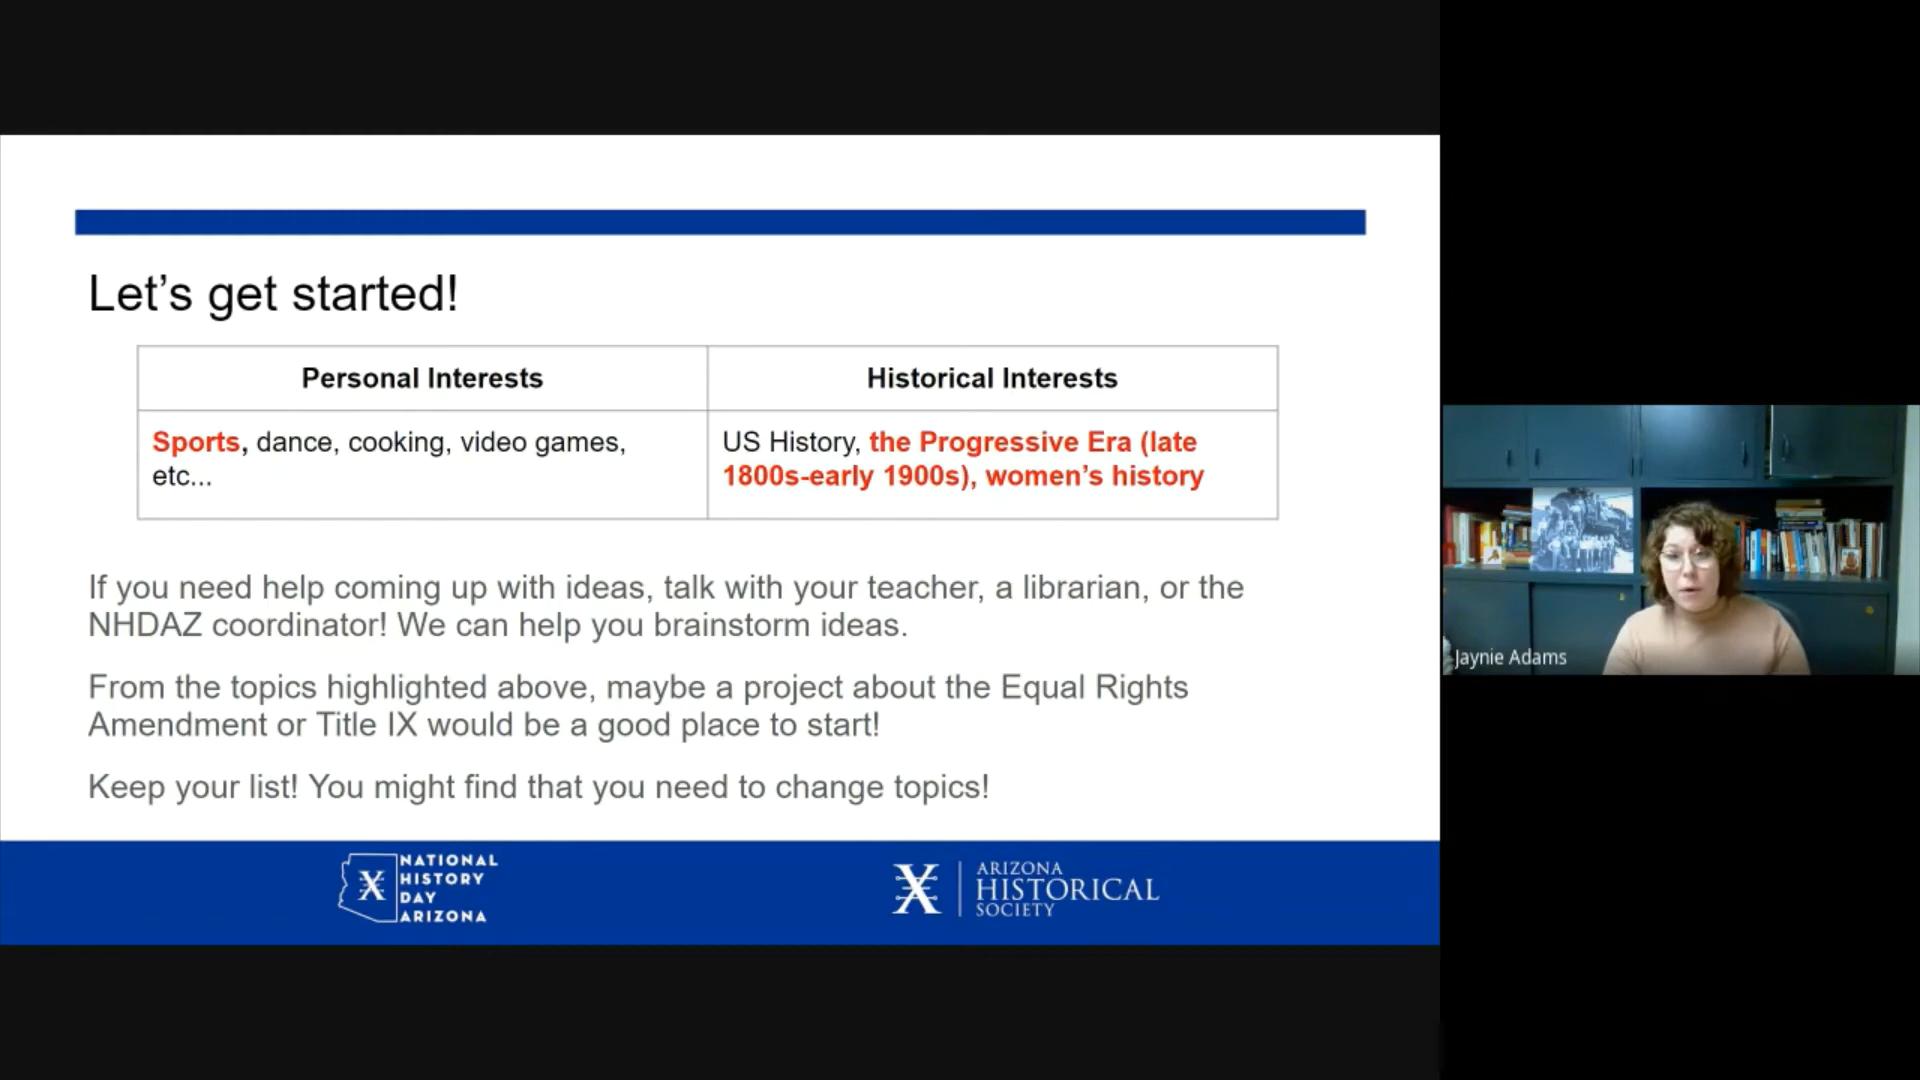 Let’s get started!
Personal Interests
Historical Interests
Sports, dance, cooking, video games,
etc...
US History, the Progressive Era (late
1800s-early 1900s), women’s history
If you need help coming up with ideas, talk with your teacher, a librarian, or the
NHDAZ coordinator! We can help you brainstorm ideas.
From the topics highlighted above, maybe a project about the Equal Rights
Amendment or Title IX would be a good place to start!
Keep your list! You might find that you need to change topics!
NATIONAL
HISTORY
DAY
ARIZONA
ARIZONA
HISTORICAL
SOCIETY
Jaynie Adams